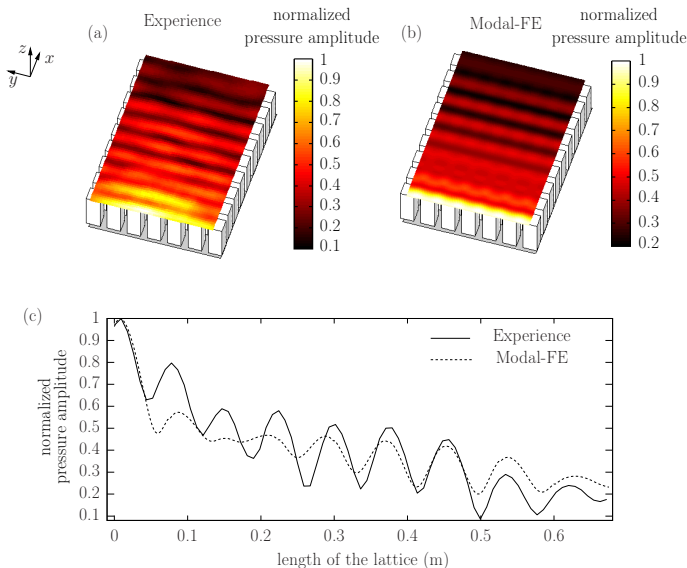 (a)
Experience
normalized
pressure amplitude
(b)
Modal-FE
normalized
pressure amplitude
z
x
y
1
0.9
0.8
0.7
0.6
0.5
0.4
0.3
0.2
0.1
1
0.9
0.8
0.7
0.6
0.5
0.4
0.3
0.2
(c)
1
0.9
0.8
0.7
0.6
0.5
0.4
0.3
0.2
0.1
normalized
pressure amplitude
Experience
Modal-FE
0 0.1 0.2 0.3 0.4 0.5 0.6
length of the lattice (m)